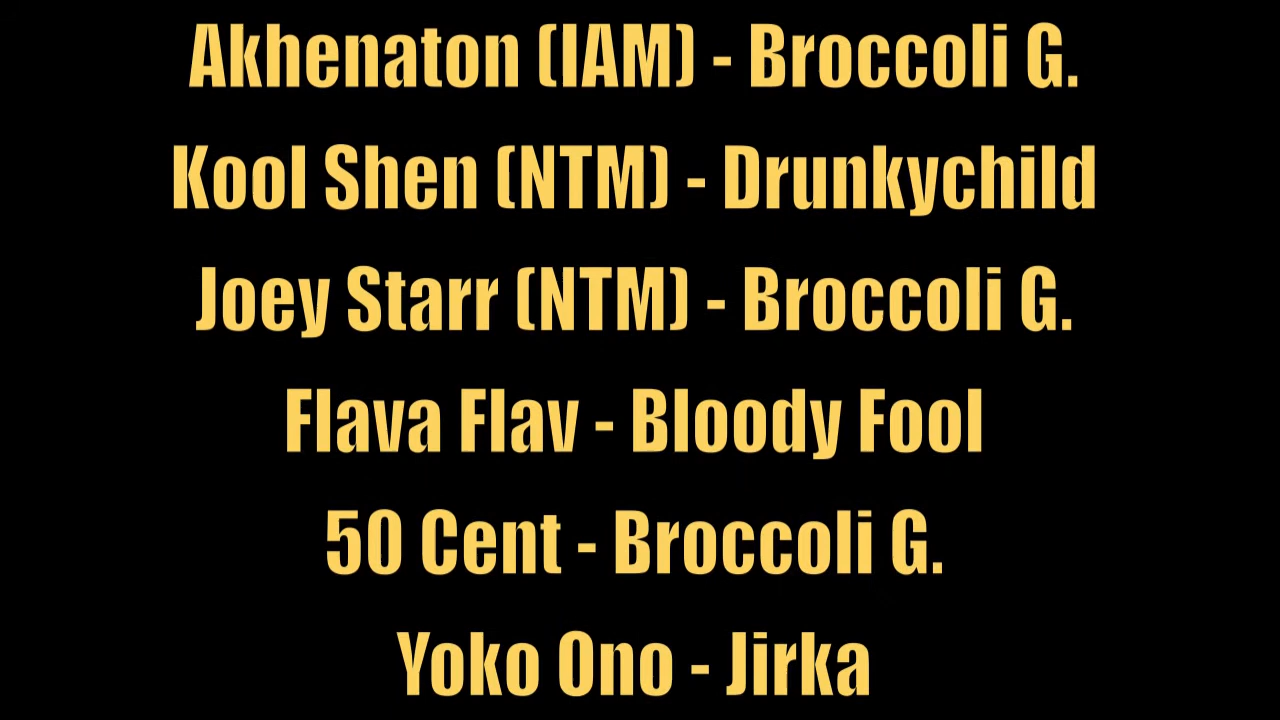 Akhenaton (IAM) - Broccoli G.
Kool Shen (NTM) - Drunkychild
Joey Starr (NTM) - Broccoli G.
Flava Flav - Bloody Fool
50 Cent - Broccoli G.
Yoko Ono - Jirka